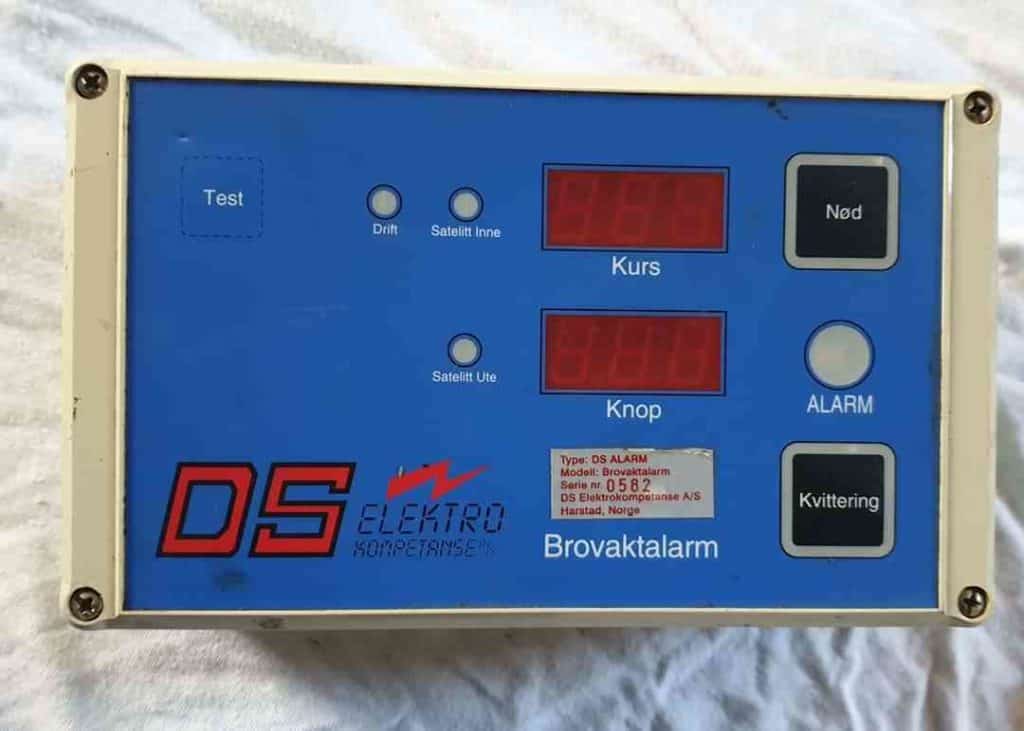 Test
Drift
Satelitt Inne
Kurs
Nød
Satelitt Ute
Knop
ALARM
DS
ELEKTRO
KOMPETANSE
Type: DS ALARM
Modell: Brovaktalarm
Serie nr. 0582
DS Elektrokompetanse A/S
Harstad, Norge
Brovaktalarm
Kvittering